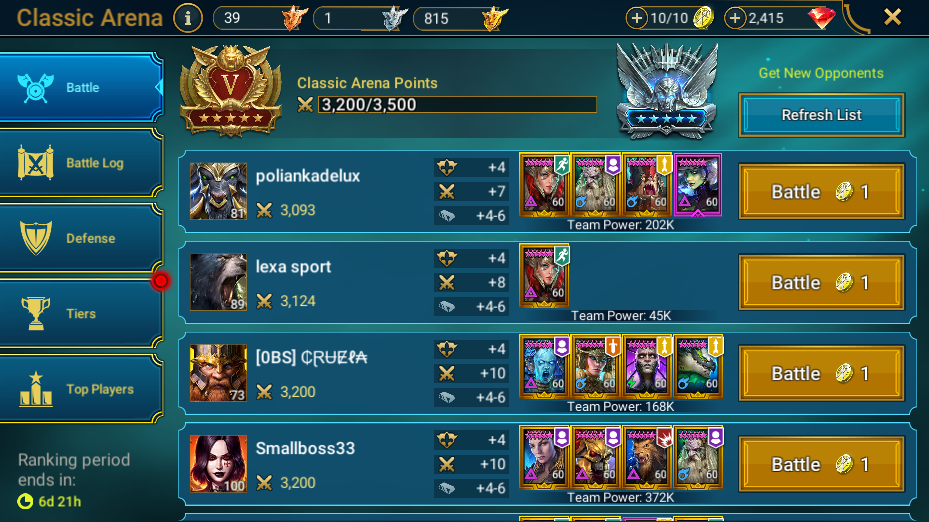 Classic Arena
i
39
1
815
10/10
2,415
Battle
Battle Log
Defense
Tiers
Top Players
Ranking period
ends in:
6d 21h
V
Classic Arena Points
3,200/3,500
Get New Opponents
Refresh List
81
poliankadelux
3,093
+4
+7
+4-6
60
60
60
60
Team Power: 202K
Battle 1
89
lexa sport
3,124
+4
+8
+4-6
60
Team Power: 45K
Battle 1
73
[0BS] ₵ⱤɄɆℓ₳
3,200
+4
+10
+4-6
60
60
60
60
Team Power: 168K
Battle 1
100
Smallboss33
3,200
+4
+10
+4-6
60
60
60
60
Team Power: 372K
Battle 1